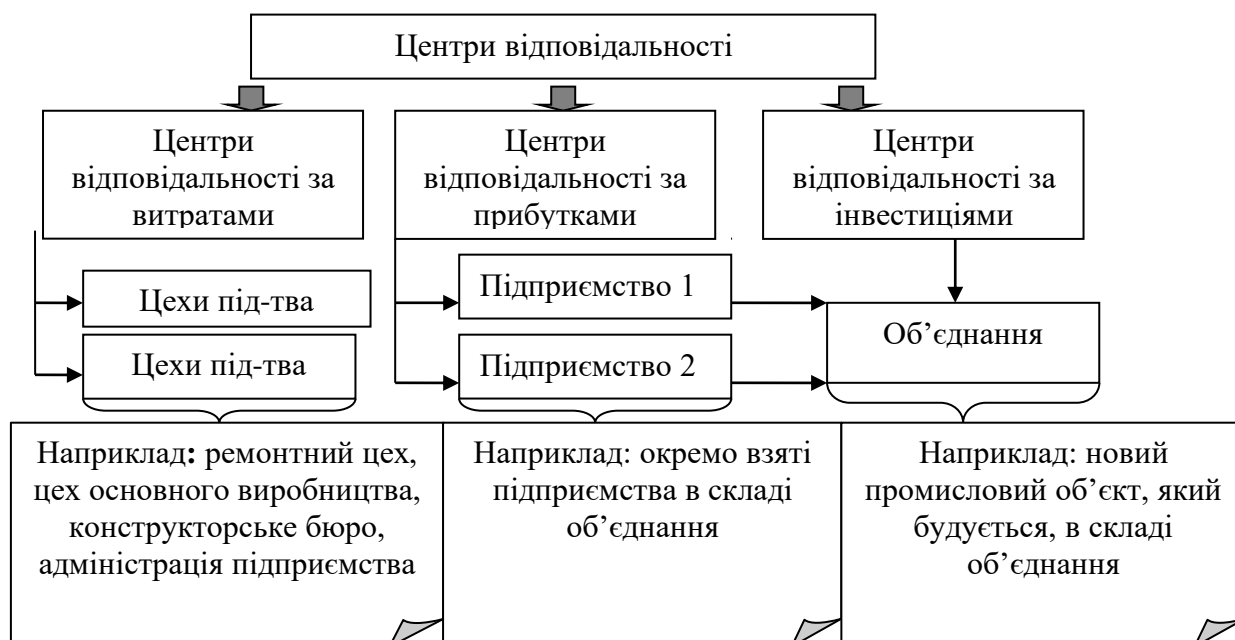 Центри відповідальності
Центри
відповідальності за
витратами
Центри
відповідальності за
прибутками
Центри
відповідальності за
інвестиціями
Цехи під-тва
Цехи під-тва
Підприємство 1
Підприємство 2
Об’єднання
Наприклад: ремонтний цех,
цех основного виробництва,
конструкторське бюро,
адміністрація підприємства
Наприклад: окремо взяті
підприємства в складі
об’єднання
Наприклад: новий
промисловий об’єкт, який
будується, в складі
об’єднання